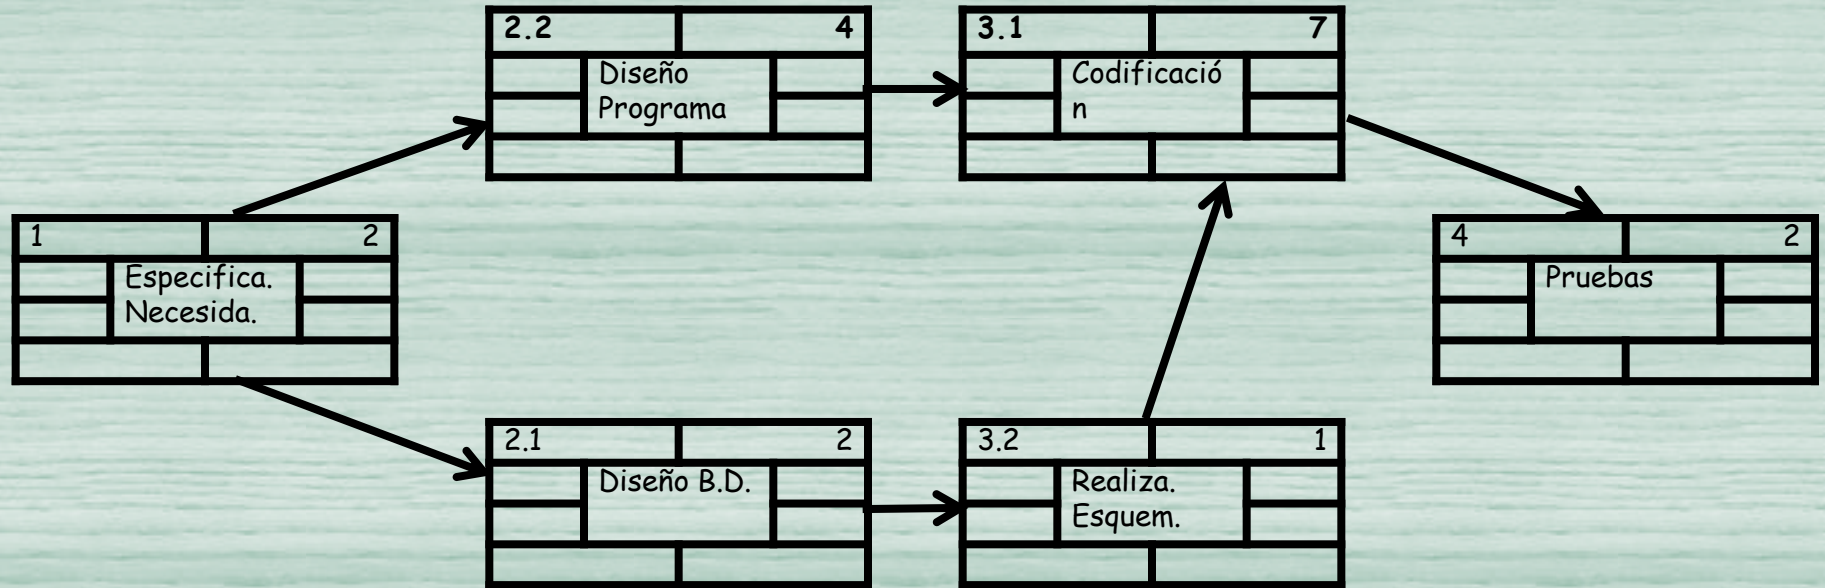 2.2 4
Diseño
Programa
3.1 7
Codificació
n
1 2
Especifica.
Necesida.
4 2
Pruebas
2.1 2
Diseño B.D.
3.2 1
Realiza.
Esquem.